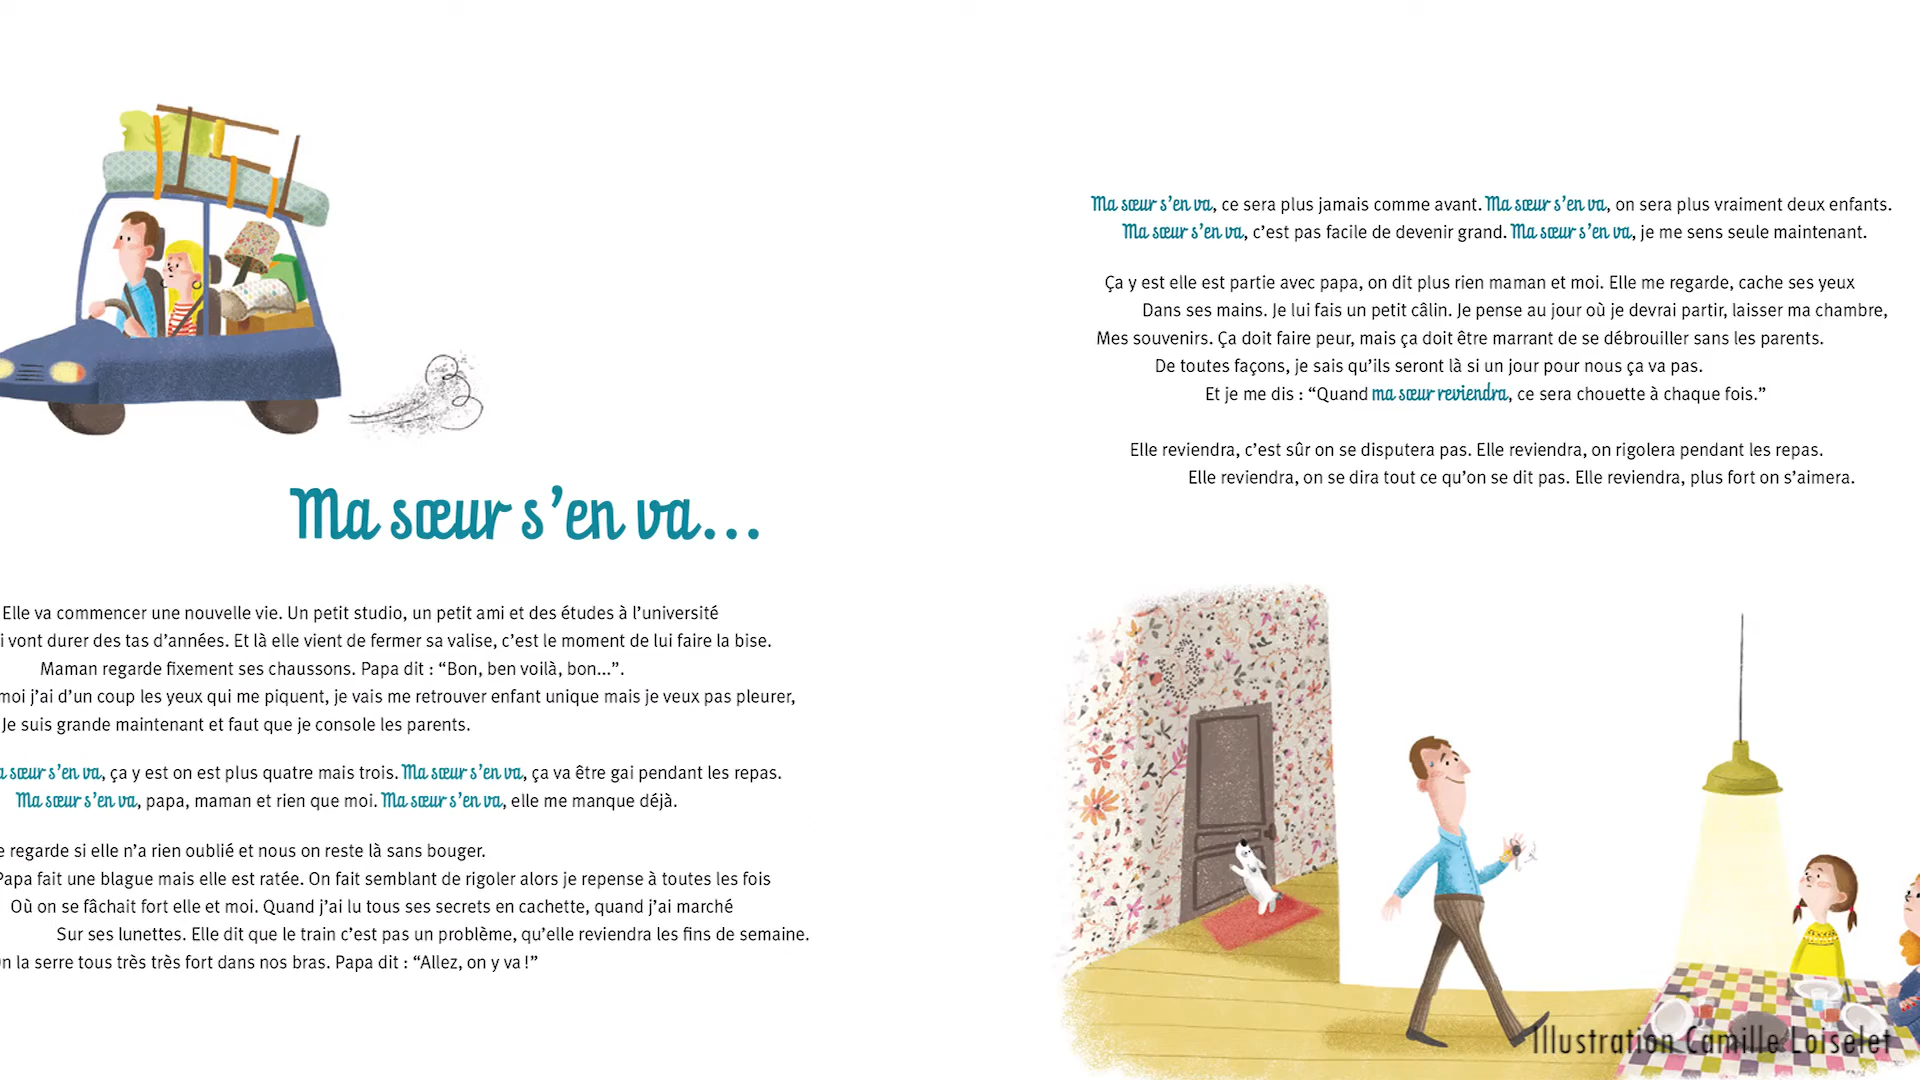 Ma sœur s'en va...
Elle va commencer une nouvelle vie. Un petit studio, un petit ami et des études à l'université
vont durer des tas d'années. Et là elle vient de fermer sa valise, c'est le moment de lui faire la bise.
Maman regarde fixement ses chaussons. Papa dit : “Bon, ben voilà, bon...”.
moi j'ai d'un coup les yeux qui me piquent, je vais me retrouver enfant unique mais je veux pas pleurer,
Je suis grande maintenant et faut que je console les parents.
sœur s'en va, ça y est on est plus quatre mais trois. Ma sœur s'en va, ça va être gai pendant les repas.
Ma sœur s'en va, papa, maman et rien que moi. Ma sœur s'en va, elle me manque déjà.
regarde si elle n'a rien oublié et nous on reste là sans bouger.
Papa fait une blague mais elle est ratée. On fait semblant de rigoler alors je repense à toutes les fois
Où on se fâchait fort elle et moi. Quand j'ai lu tous ses secrets en cachette, quand j'ai marché
Sur ses lunettes. Elle dit que le train c'est pas un problème, qu'elle reviendra les fins de semaine.
la serre tous très très fort dans nos bras. Papa dit : “Allez, on y va !”
Ma sœur s'en va, ce sera plus jamais comme avant. Ma sœur s'en va, on sera plus vraiment deux enfants.
Ma sœur s'en va, c'est pas facile de devenir grand. Ma sœur s'en va, je me sens seule maintenant.
Ça y est elle est partie avec papa, on dit plus rien maman et moi. Elle me regarde, cache ses yeux
Dans ses mains. Je lui fais un petit câlin. Je pense au jour où je devrai partir, laisser ma chambre,
Mes souvenirs. Ça doit faire peur, mais ça doit être marrant de se débrouiller sans les parents.
De toutes façons, je sais qu'ils seront là si un jour pour nous ça va pas.
Et je me dis : “Quand ma sœur reviendra, ce sera chouette à chaque fois.”
Elle reviendra, c'est sûr on se disputera pas. Elle reviendra, on rigolera pendant les repas.
Elle reviendra, on se dira tout ce qu'on se dit pas. Elle reviendra, plus fort on s'aimera.
Illustration Camille Loiselet